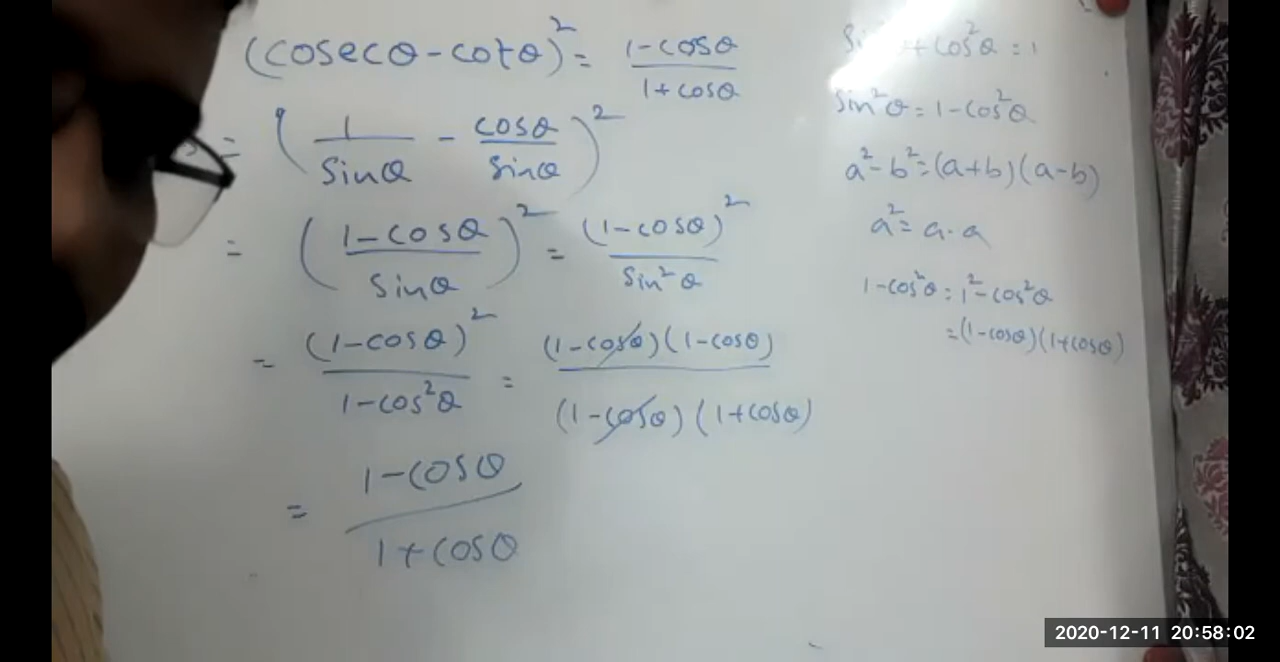 (cosecθ-cotθ)² = 1-cosθ / 1+cosθ
= (1/Sinθ - cosθ/Sinθ)²
= (1-cosθ / Sinθ)² = (1-cosθ)² / Sin²θ
= (1-cosθ)² / 1-cos²θ = (1-cosθ)(1-cosθ) / (1-cosθ)(1+cosθ)
= 1-cosθ / 1+cosθ
+ cos²θ = 1
Sin²θ = 1-cos²θ
a²-b² = (a+b)(a-b)
a² = a.a
1-cos²θ = 1²-cos²θ
= (1-cosθ)(1+cosθ)
2020-12-11 20:58:02